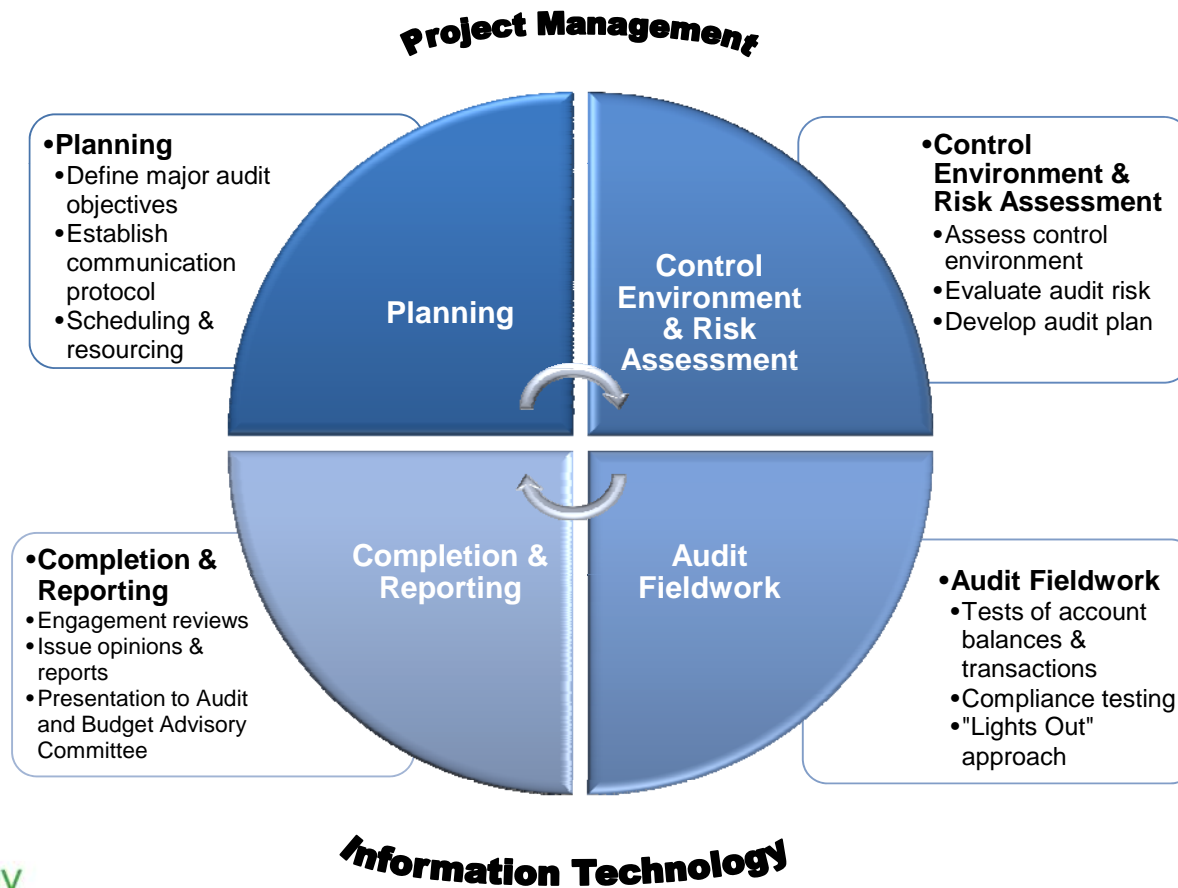 Project Management
•Planning
•Define major audit
objectives
•Establish
communication
protocol
•Scheduling &
resourcing
Planning
Control
Environment
& Risk
Assessment
•Control
Environment &
Risk Assessment
•Assess control
environment
•Evaluate audit risk
•Develop audit plan
•Completion &
Reporting
•Engagement reviews
•Issue opinions &
reports
•Presentation to Audit
and Budget Advisory
Committee
Completion &
Reporting
Audit
Fieldwork
•Audit Fieldwork
•Tests of account
balances &
transactions
•Compliance testing
•"Lights Out"
approach
Information Technology